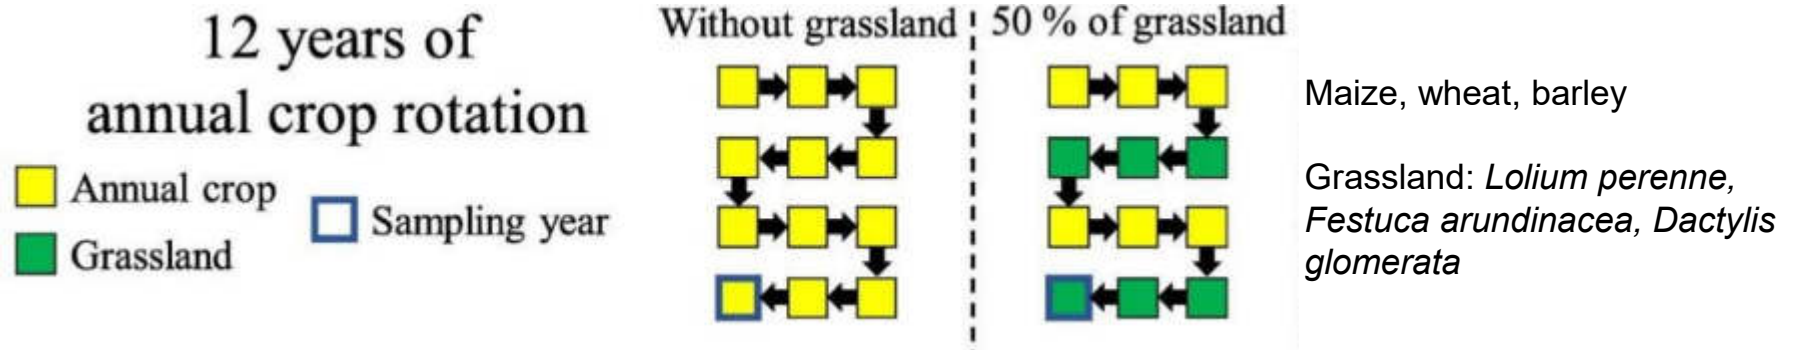 12 years of
annual crop rotation
Annual crop
Sampling year
Grassland
Without grassland
50 % of grassland
Maize, wheat, barley
Grassland: Lolium perenne,
Festuca arundinacea, Dactylis
glomerata